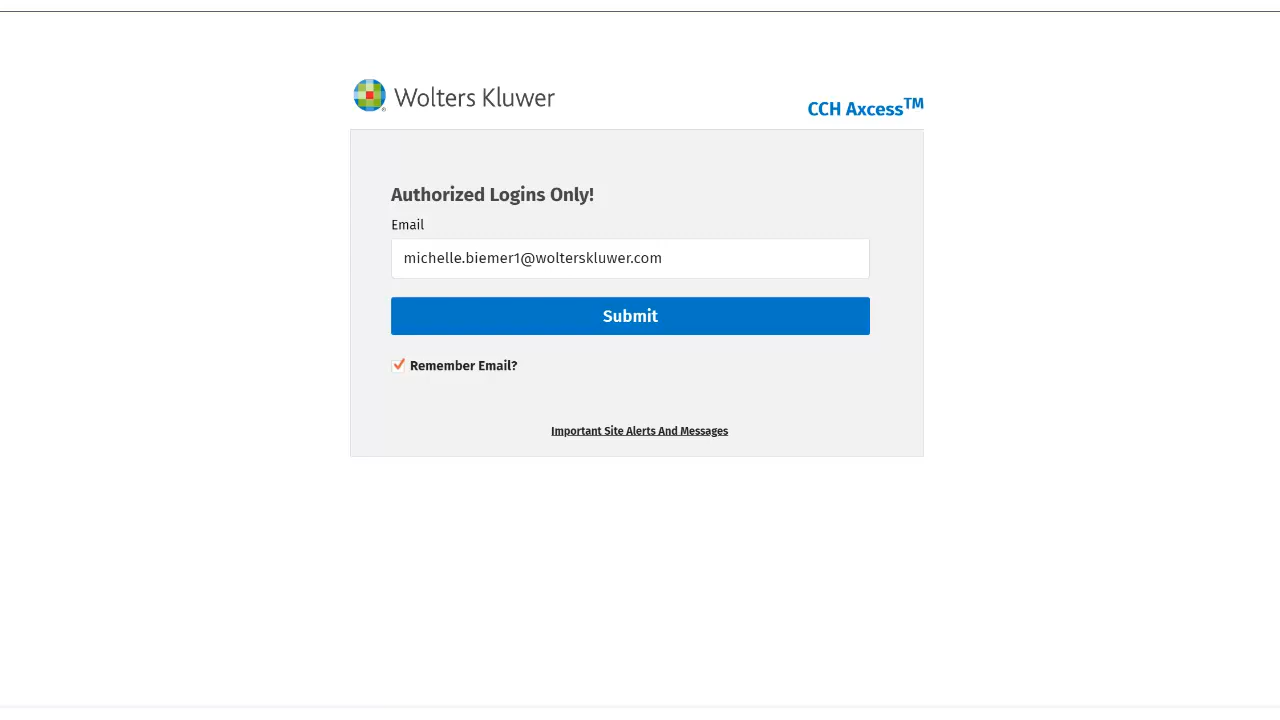 Wolters Kluwer
CCH Axcess™
Authorized Logins Only!
Email
michelle.biemer1@wolterskluwer.com
Submit
Remember Email?
Important Site Alerts And Messages